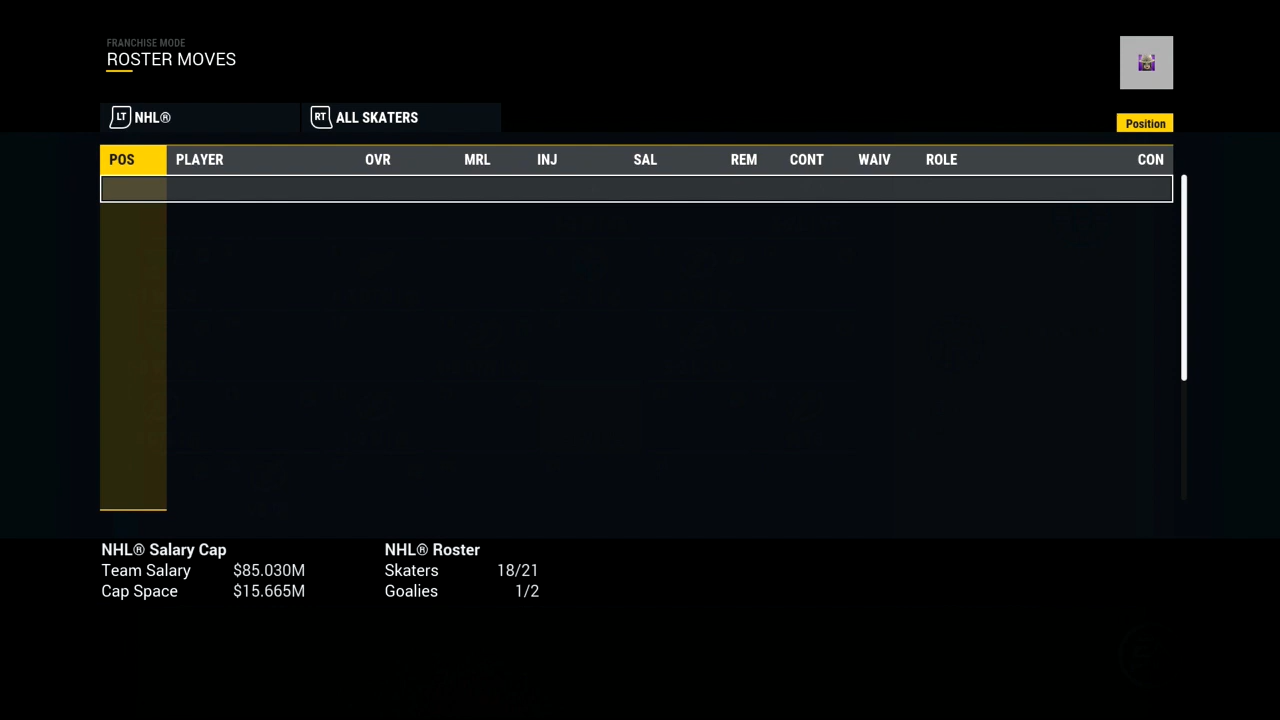 FRANCHISE MODE
ROSTER MOVES
LT NHL® RT ALL SKATERS
Position
POS PLAYER OVR MRL INJ SAL REM CONT WAIV ROLE CON
NHL® Salary Cap NHL® Roster
Team Salary $85.030M Skaters 18/21
Cap Space $15.665M Goalies 1/2